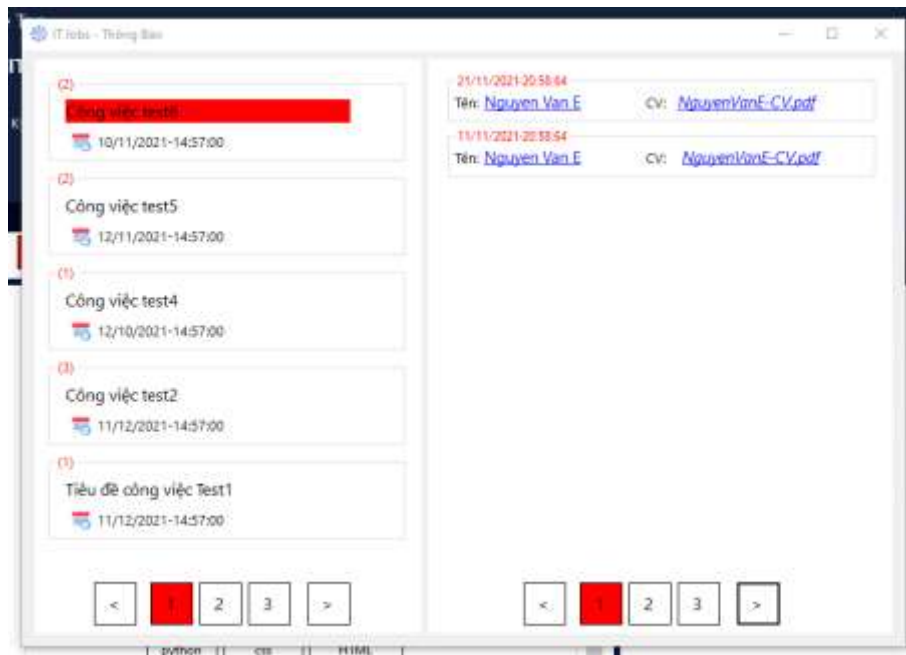 IT Jobs - Thông Báo
(2)
Công việc test6
10/11/2021-14:57:00
(2)
Công việc test5
12/11/2021-14:57:00
(1)
Công việc test4
12/10/2021-14:57:00
(3)
Công việc test2
11/12/2021-14:57:00
(1)
Tiêu đề công việc Test1
11/12/2021-14:57:00
< 1 2 3 >
21/11/2021-20:58:64
Tên: Nguyen Van E CV: NguyenVanE-CV.pdf
11/11/2021-20:58:64
Tên: Nguyen Van E CV: NguyenVanE-CV.pdf
< 1 2 3 >
python css HTML